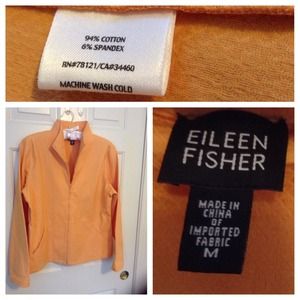 94% COTTON
6% SPANDEX
RN#78121/CA#34460
MACHINE WASH COLD
EILEEN
FISHER
MADE IN
CHINA
OF
IMPORTED
FABRIC
M